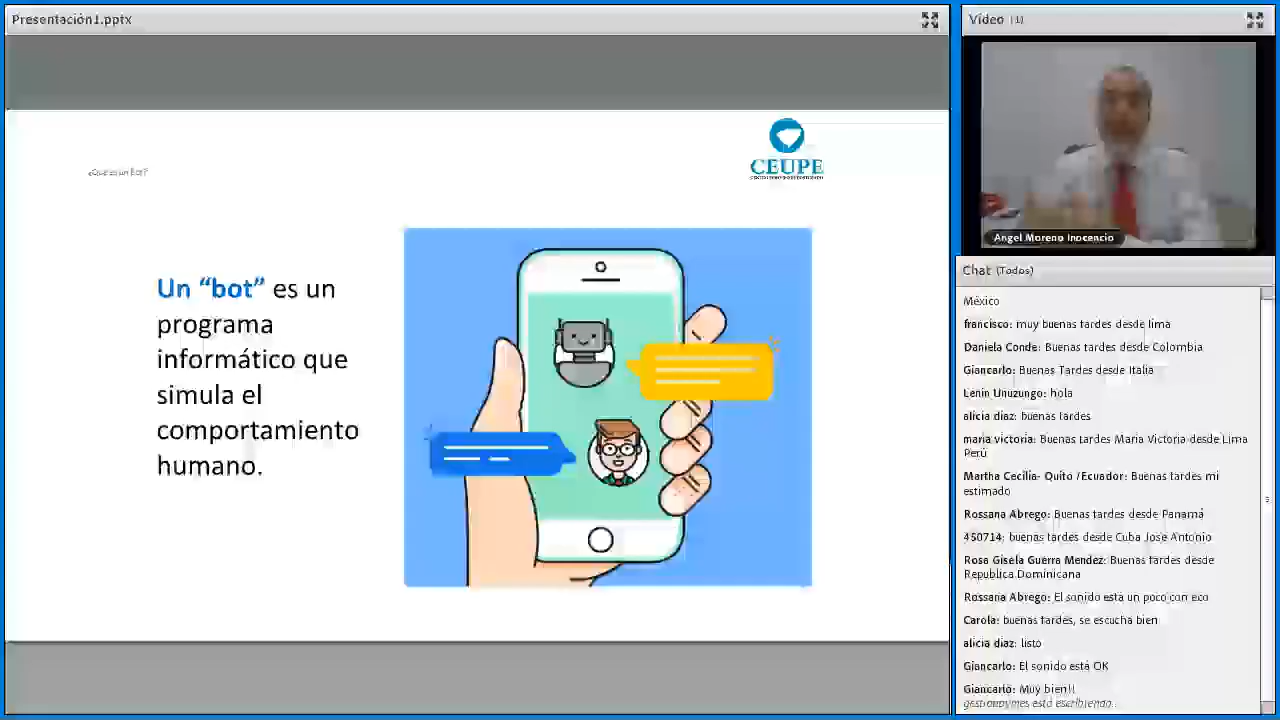 Presentación1.pptx
¿Qué es un Bot?
CEUPE
Un “bot” es un
programa
informático que
simula el
comportamiento
humano.
Vídeo (1)
Angel Moreno Inocencio
Chat (Todos)
México
francisco: muy buenas tardes desde lima
Daniela Conde: Buenas tardes desde Colombia
Giancarlo: Buenas Tardes desde Italia
Lenin Unuzungo: hola
alicia diaz: buenas tardes
maria victoria: Buenas tardes Maria Victoria desde Lima
Perú
Martha Cecilia- Quito /Ecuador: Buenas tardes mi
estimado
Rossana Abrego: Buenas tardes desde Panamá
450714: buenas tardes desde Cuba Jose Antonio
Rosa Gisela Guerra Mendez: Buenas tardes desde
Republica Dominicana
Rossana Abrego: El sonido esta un poco con eco
Carola: buenas tardes, se escucha bien
alicia diaz: listo
Giancarlo: El sonido está OK
Giancarlo: Muy bien!!
gestronymes está escribiendo...